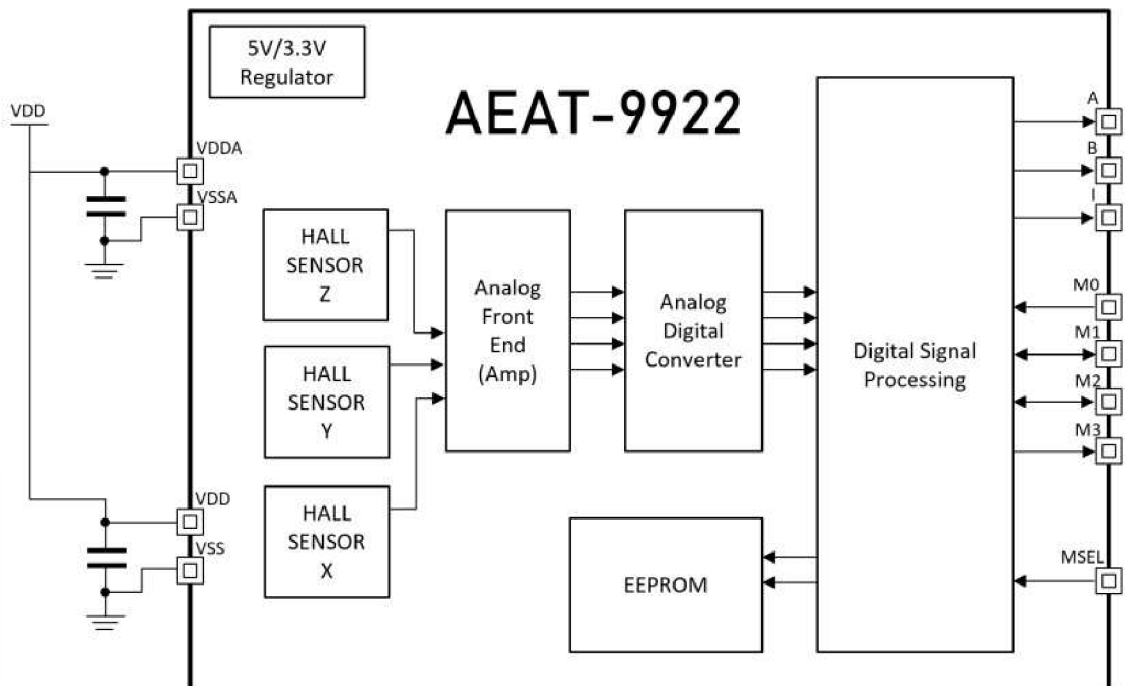 5V/3.3V
Regulator
AEAT-9922
VDD
VDDA
VSSA
HALL
SENSOR
Z
HALL
SENSOR
Y
HALL
SENSOR
X
Analog
Front
End
(Amp)
Analog
Digital
Converter
Digital Signal
Processing
EEPROM
VDD
VSS
A
B
I
M0
M1
M2
M3
MSEL